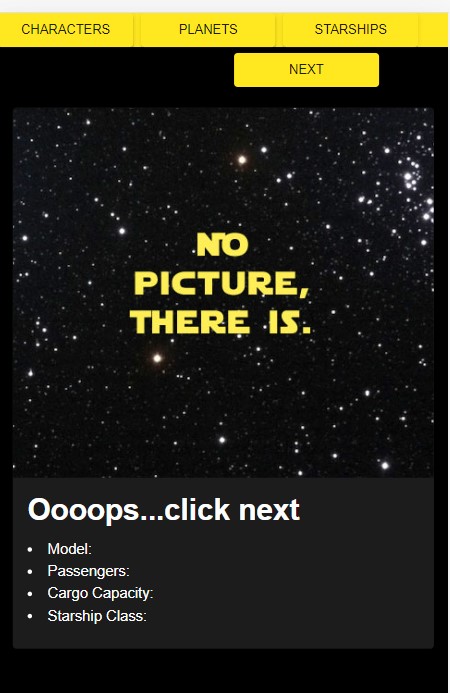 CHARACTERS PLANETS STARSHIPS
NEXT
NO
PICTURE,
THERE IS.
Oooops...click next
Model:
Passengers:
Cargo Capacity:
Starship Class: